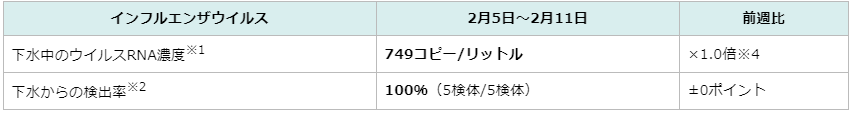 インフルエンザウイルス 2月5日～2月11日 前週比
下水中のウイルスRNA濃度※1 749コピー/リットル ×1.0倍※4
下水からの検出率※2 100%（5検体/5検体） ±0ポイント